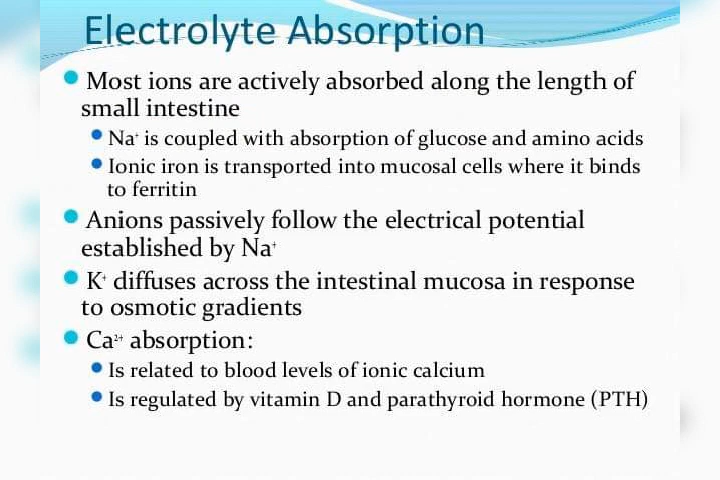 Electrolyte Absorption
Most ions are actively absorbed along the length of
small intestine
Na⁺ is coupled with absorption of glucose and amino acids
Ionic iron is transported into mucosal cells where it binds
to ferritin
Anions passively follow the electrical potential
established by Na⁺
K⁺ diffuses across the intestinal mucosa in response
to osmotic gradients
Ca²⁺ absorption:
Is related to blood levels of ionic calcium
Is regulated by vitamin D and parathyroid hormone (PTH)